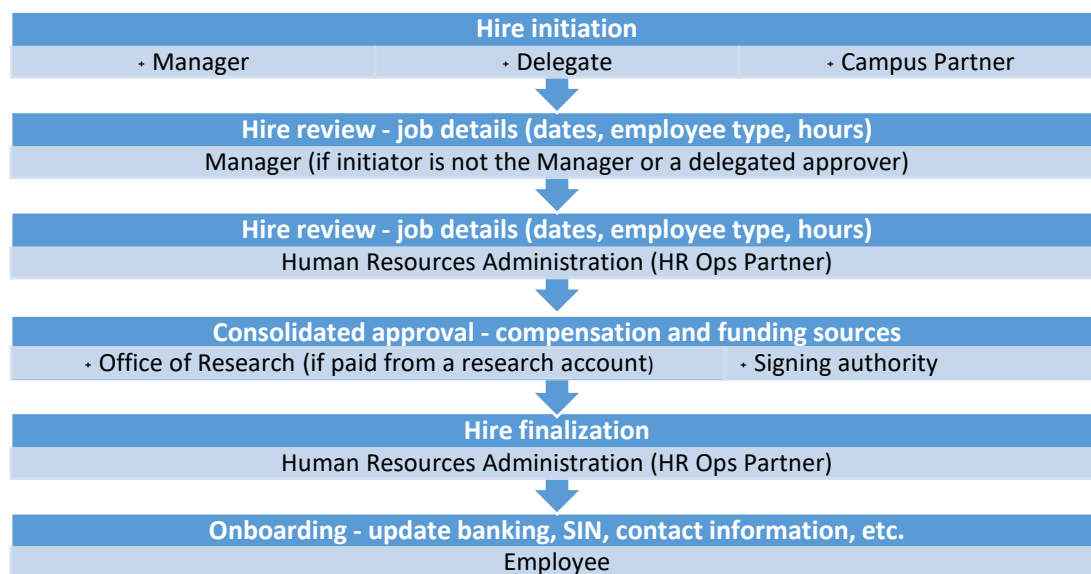 Hire initiation
✦ Manager ✦ Delegate ✦ Campus Partner
Hire review - job details (dates, employee type, hours)
Manager (if initiator is not the Manager or a delegated approver)
Hire review - job details (dates, employee type, hours)
Human Resources Administration (HR Ops Partner)
Consolidated approval - compensation and funding sources
✦ Office of Research (if paid from a research account) ✦ Signing authority
Hire finalization
Human Resources Administration (HR Ops Partner)
Onboarding - update banking, SIN, contact information, etc.
Employee